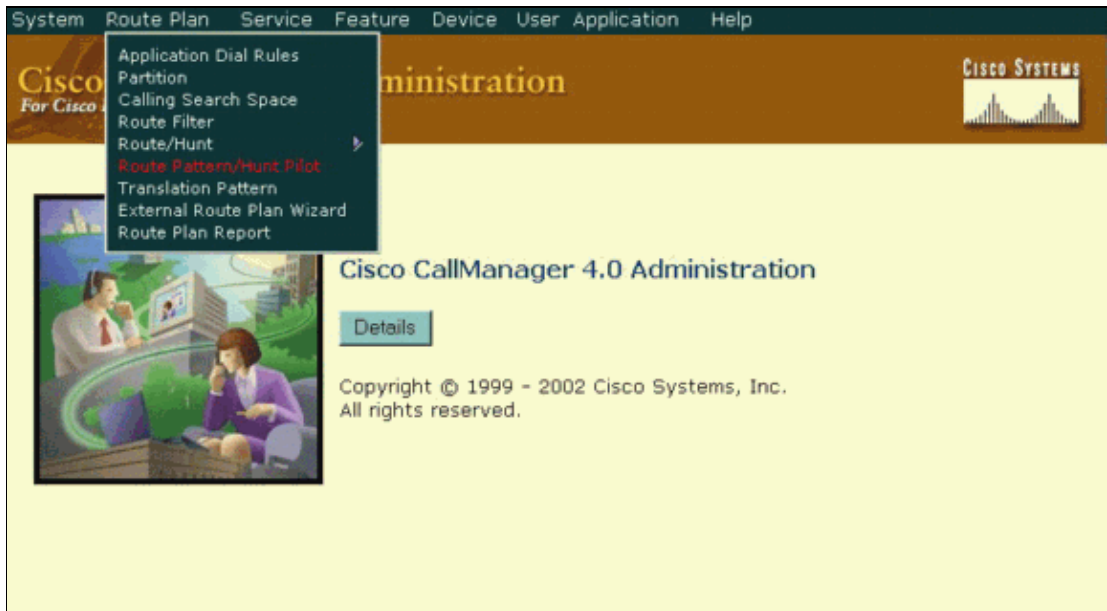 System Route Plan Service Feature Device User Application Help
Application Dial Rules
Partition
Calling Search Space
Route Filter
Route/Hunt
Route Pattern/Hunt Pilot
Translation Pattern
External Route Plan Wizard
Route Plan Report
Cisco
For Cisco
ministration
CISCO SYSTEMS
Cisco CallManager 4.0 Administration
Details
Copyright © 1999 - 2002 Cisco Systems, Inc.
All rights reserved.